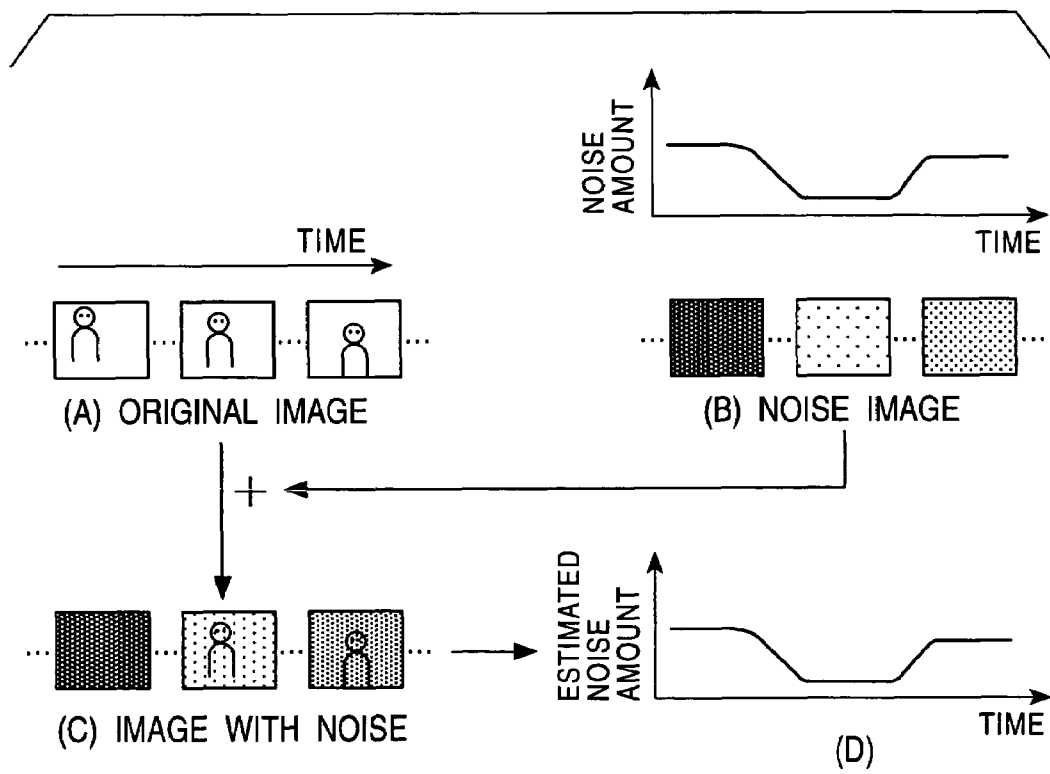 NOISE
AMOUNT
TIME
TIME
(A) ORIGINAL IMAGE
(B) NOISE IMAGE
+
ESTIMATED
NOISE
AMOUNT
(C) IMAGE WITH NOISE
TIME
(D)